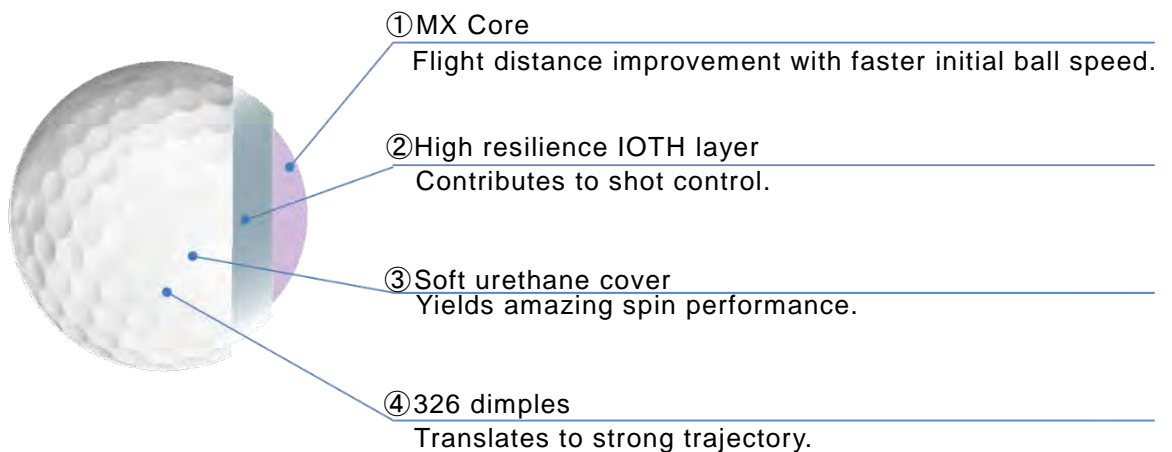 ①MX Core
Flight distance improvement with faster initial ball speed.
②High resilience IOTH layer
Contributes to shot control.
③Soft urethane cover
Yields amazing spin performance.
④326 dimples
Translates to strong trajectory.